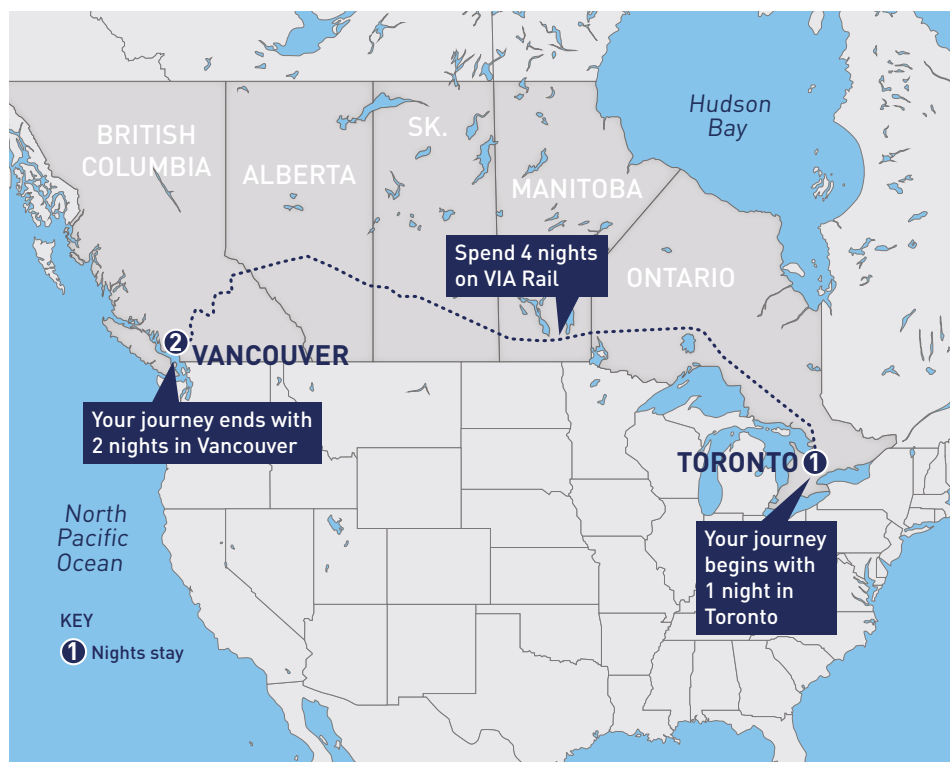 Hudson
Bay
BRITISH
COLUMBIA
ALBERTA
SK.
MANITOBA
ONTARIO
Spend 4 nights
on VIA Rail
2
VANCOUVER
Your journey ends with
2 nights in Vancouver
TORONTO 1
North
Pacific
Ocean
Your journey
begins with
1 night in
Toronto
KEY
1 Nights stay